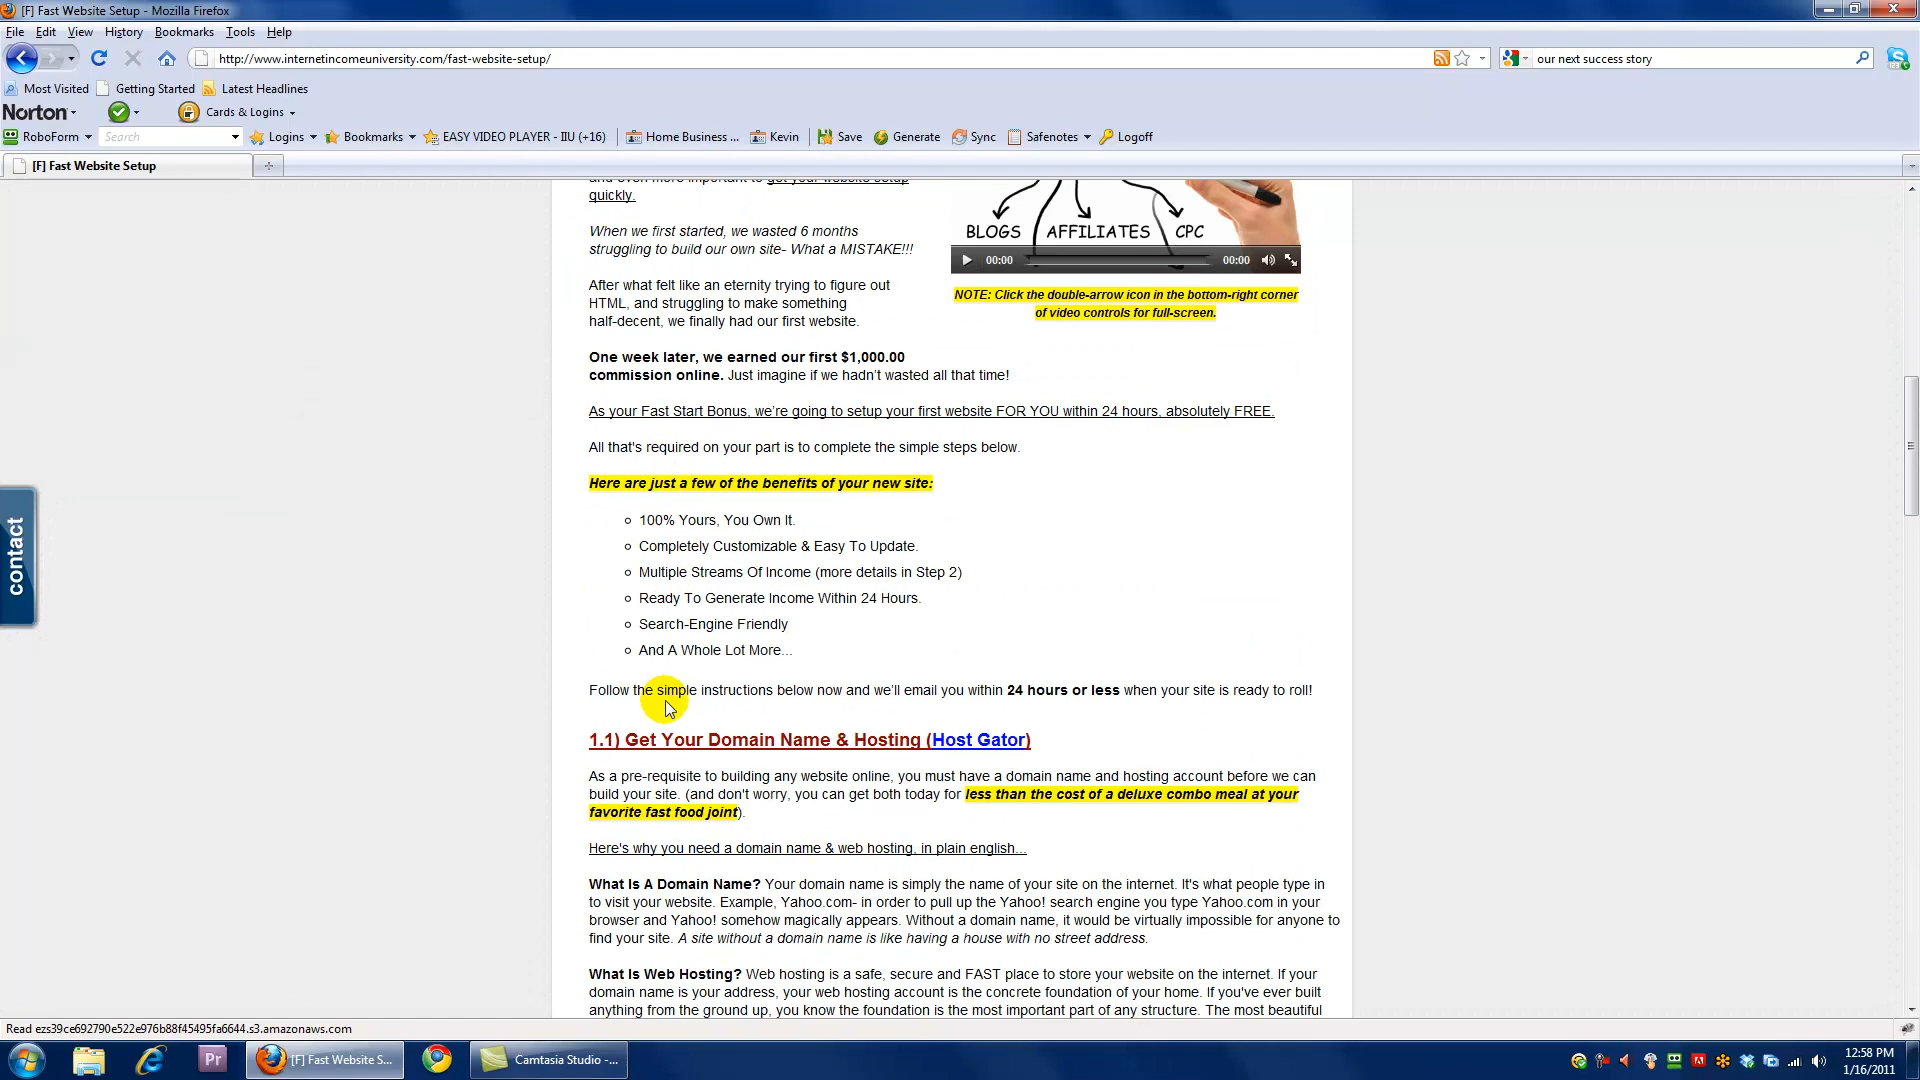 [F] Fast Website Setup - Mozilla Firefox
File Edit View History Bookmarks Tools Help
http://www.internetincomeuniversity.com/fast-website-setup/
our next success story
Most Visited Getting Started Latest Headlines
Norton Cards & Logins
RoboForm Search Logins Bookmarks EASY VIDEO PLAYER - IIU (+16) Home Business ... Kevin Save Generate Sync Safenotes Logoff
[F] Fast Website Setup
and even more important to get your website setup
quickly.
BLOGS AFFILIATES CPC
When we first started, we wasted 6 months
struggling to build our own site- What a MISTAKE!!!
00:00 00:00
NOTE: Click the double-arrow icon in the bottom-right corner
of video controls for full-screen.
After what felt like an eternity trying to figure out
HTML, and struggling to make something
half-decent, we finally had our first website.
One week later, we earned our first $1,000.00
commission online. Just imagine if we hadn't wasted all that time!
As your Fast Start Bonus, we're going to setup your first website FOR YOU within 24 hours, absolutely FREE.
All that's required on your part is to complete the simple steps below.
Here are just a few of the benefits of your new site:
100% Yours, You Own It.
Completely Customizable & Easy To Update.
Multiple Streams Of Income (more details in Step 2)
Ready To Generate Income Within 24 Hours.
Search-Engine Friendly
And A Whole Lot More...
contact
Follow the simple instructions below now and we'll email you within 24 hours or less when your site is ready to roll!
1.1) Get Your Domain Name & Hosting (Host Gator)
As a pre-requisite to building any website online, you must have a domain name and hosting account before we can
build your site. (and don't worry, you can get both today for less than the cost of a deluxe combo meal at your
favorite fast food joint).
Here's why you need a domain name & web hosting, in plain english...
What Is A Domain Name? Your domain name is simply the name of your site on the internet. It's what people type in
to visit your website. Example, Yahoo.com- in order to pull up the Yahoo! search engine you type Yahoo.com in your
browser and Yahoo! somehow magically appears. Without a domain name, it would be virtually impossible for anyone to
find your site. A site without a domain name is like having a house with no street address.
What Is Web Hosting? Web hosting is a safe, secure and FAST place to store your website on the internet. If your
domain name is your address, your web hosting account is the concrete foundation of your home. If you've ever built
anything from the ground up, you know the foundation is the most important part of any structure. The most beautiful
Read ezs39ce692790e522e976b88f45495fa6644.s3.amazonaws.com
Pr
[F] Fast Website S...
Camtasia Studio -...
12:58 PM
1/16/2011